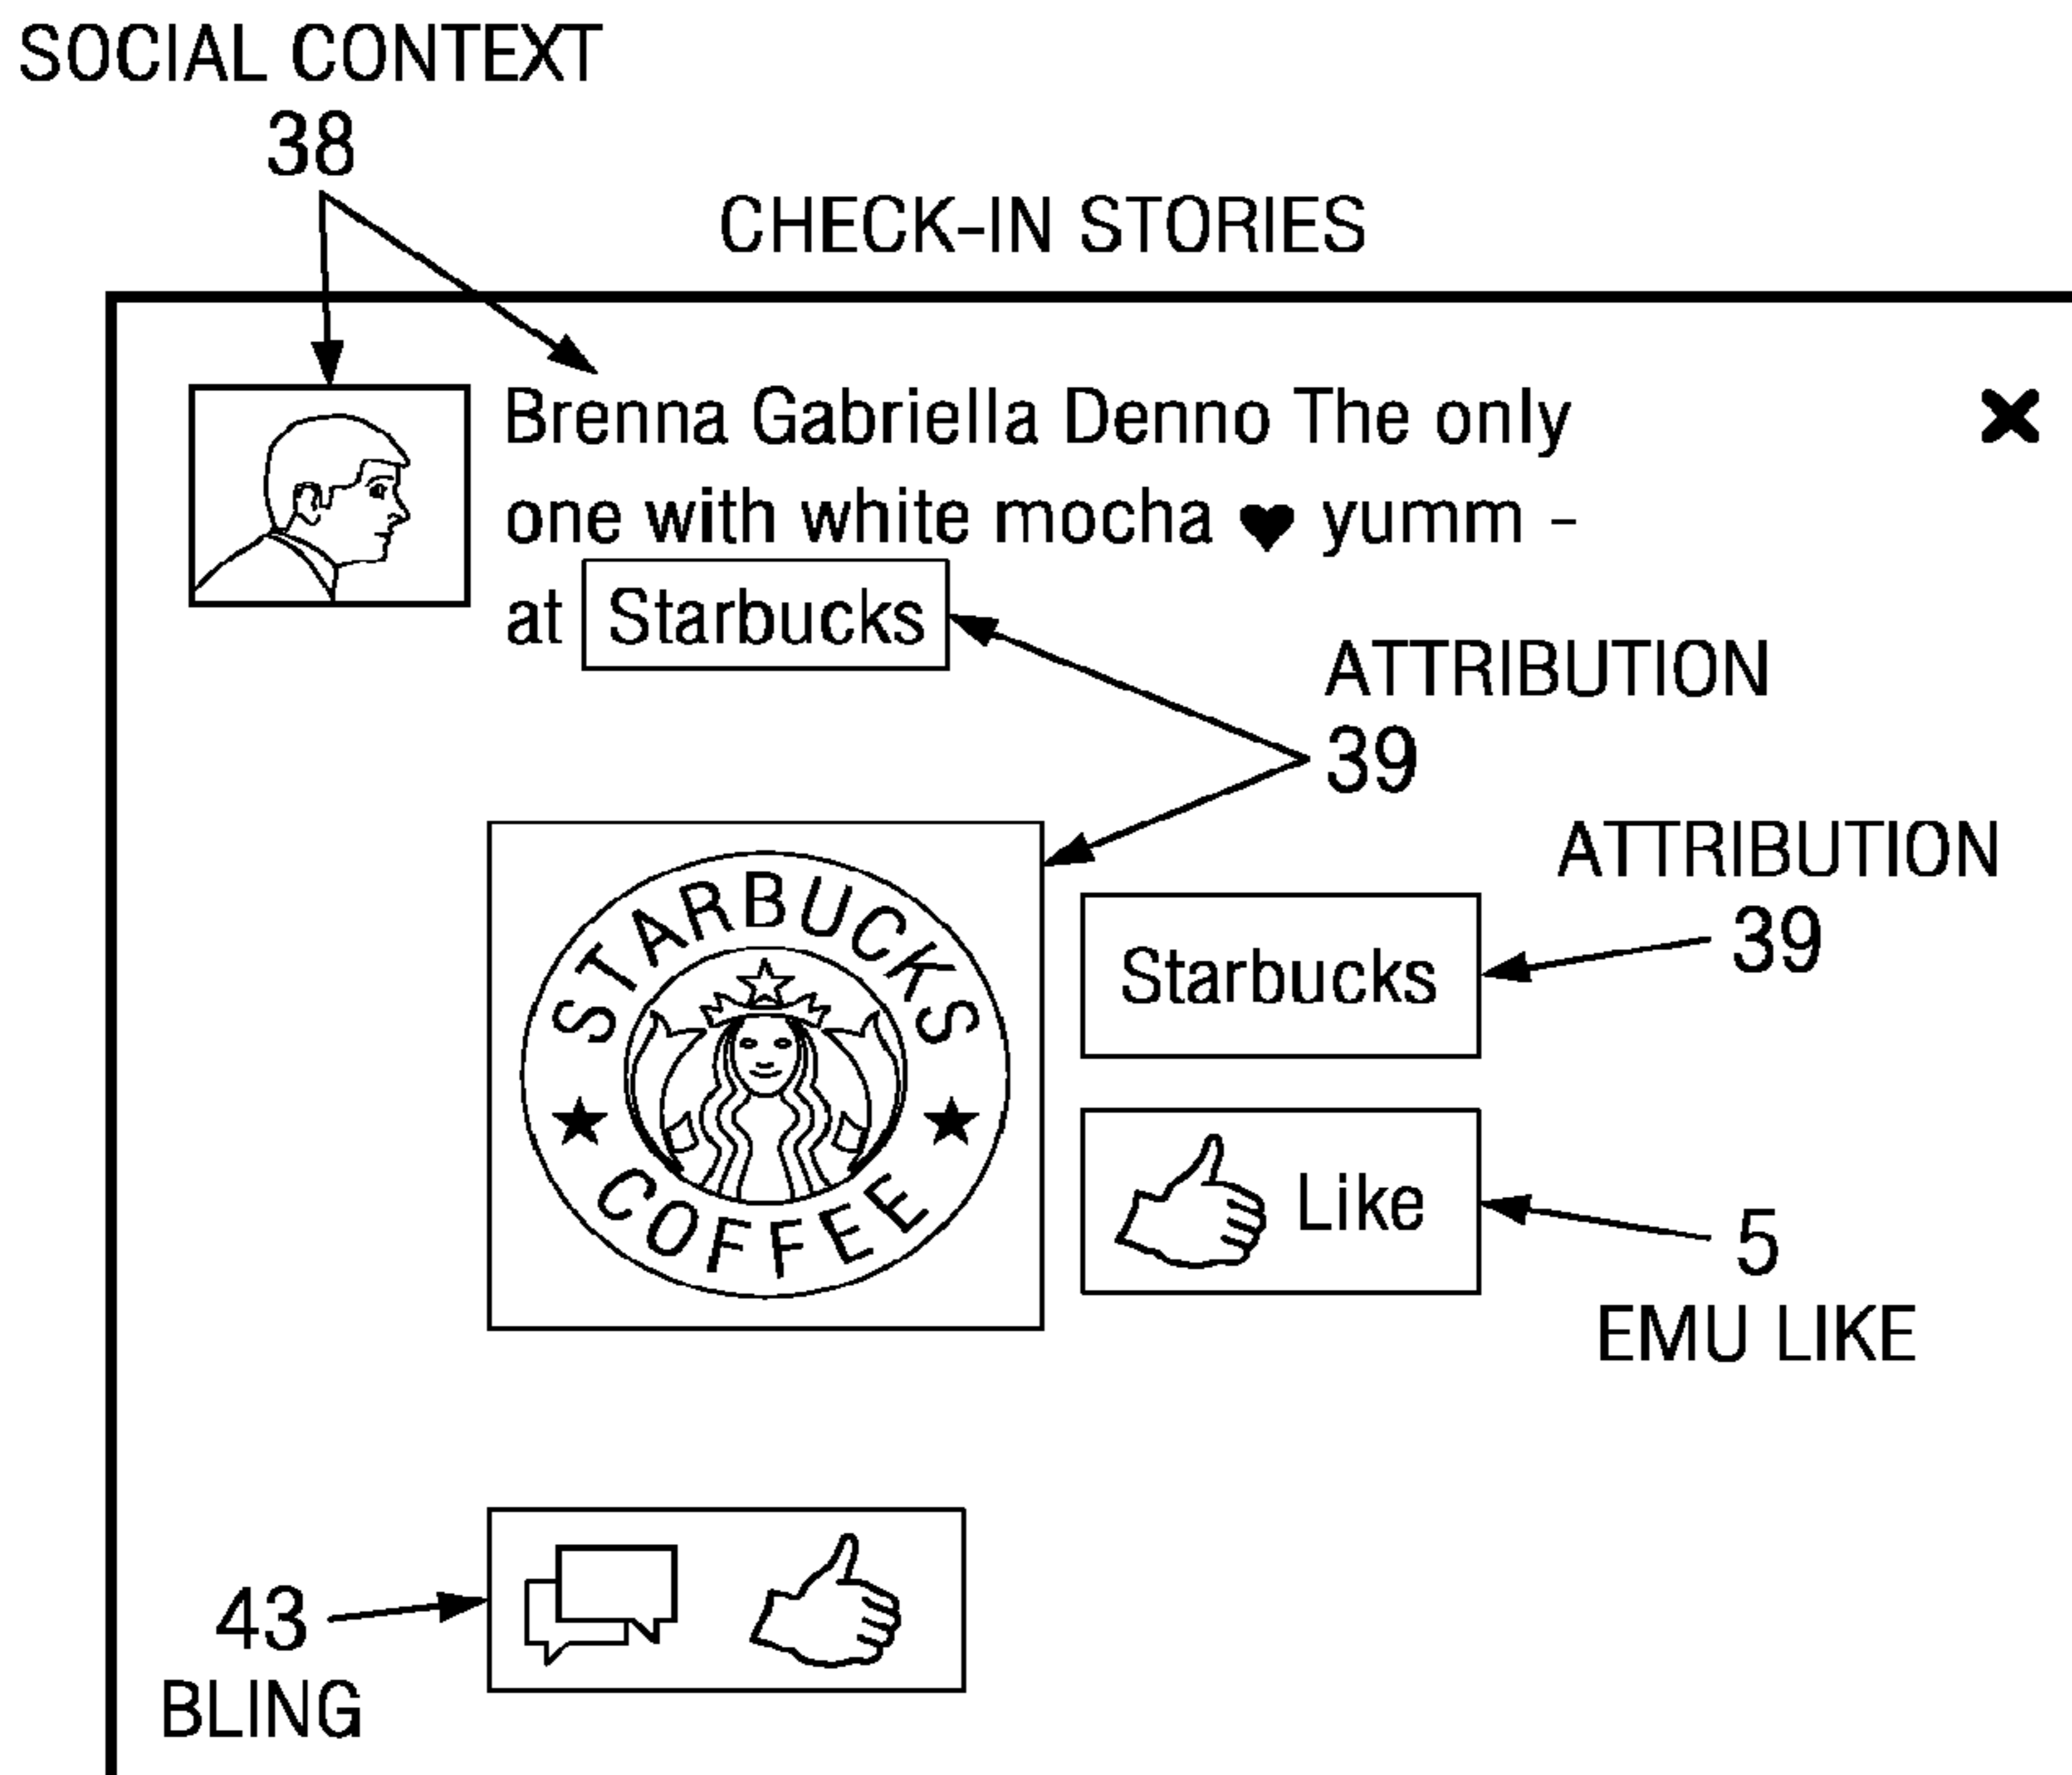 SOCIAL CONTEXT
38
CHECK-IN STORIES
Brenna Gabriella Denno The only
one with white mocha ♥ yumm -
at Starbucks
ATTRIBUTION
39
ATTRIBUTION
39
STARBUCKS
COFFEE
Starbucks
Like
5
EMU LIKE
43
BLING